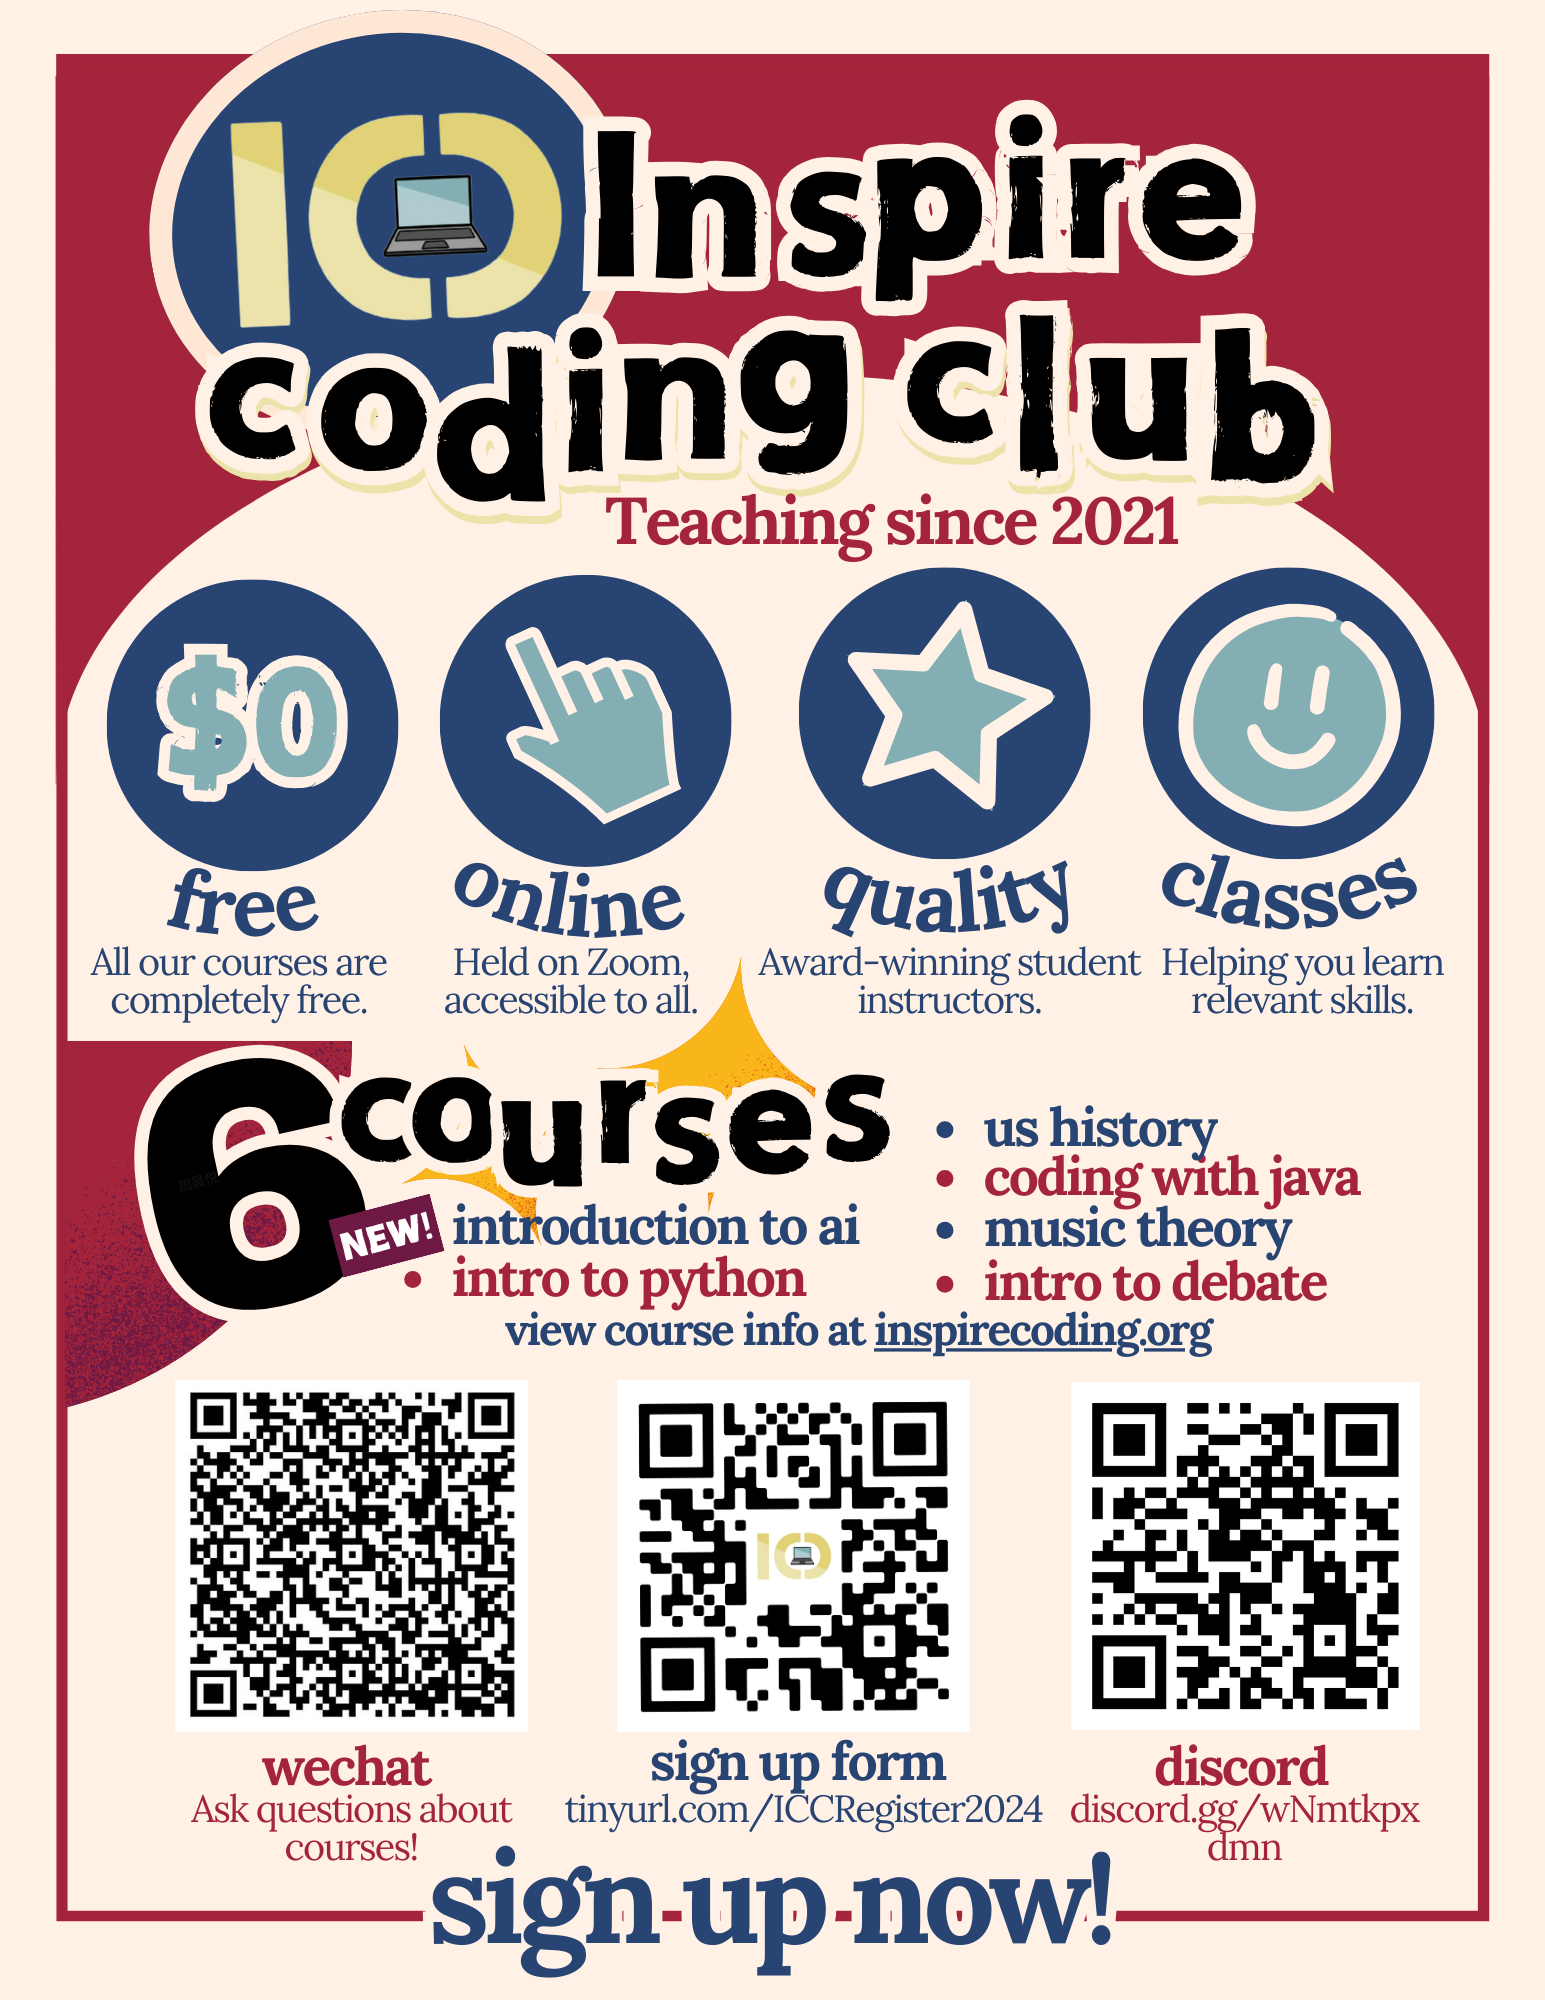 Inspire
coding club
Teaching since 2021
$0
free
All our courses are
completely free.
online
Held on Zoom,
accessible to all.
quality
Award-winning student
instructors.
classes
Helping you learn
relevant skills.
6 courses
NEW! introduction to ai
• intro to python
• us history
• coding with java
• music theory
• intro to debate
view course info at inspirecoding.org
wechat
Ask questions about
courses!
sign up form
tinyurl.com/ICCRegister2024
discord
discord.gg/wNmtkpx
dmn
sign up now!